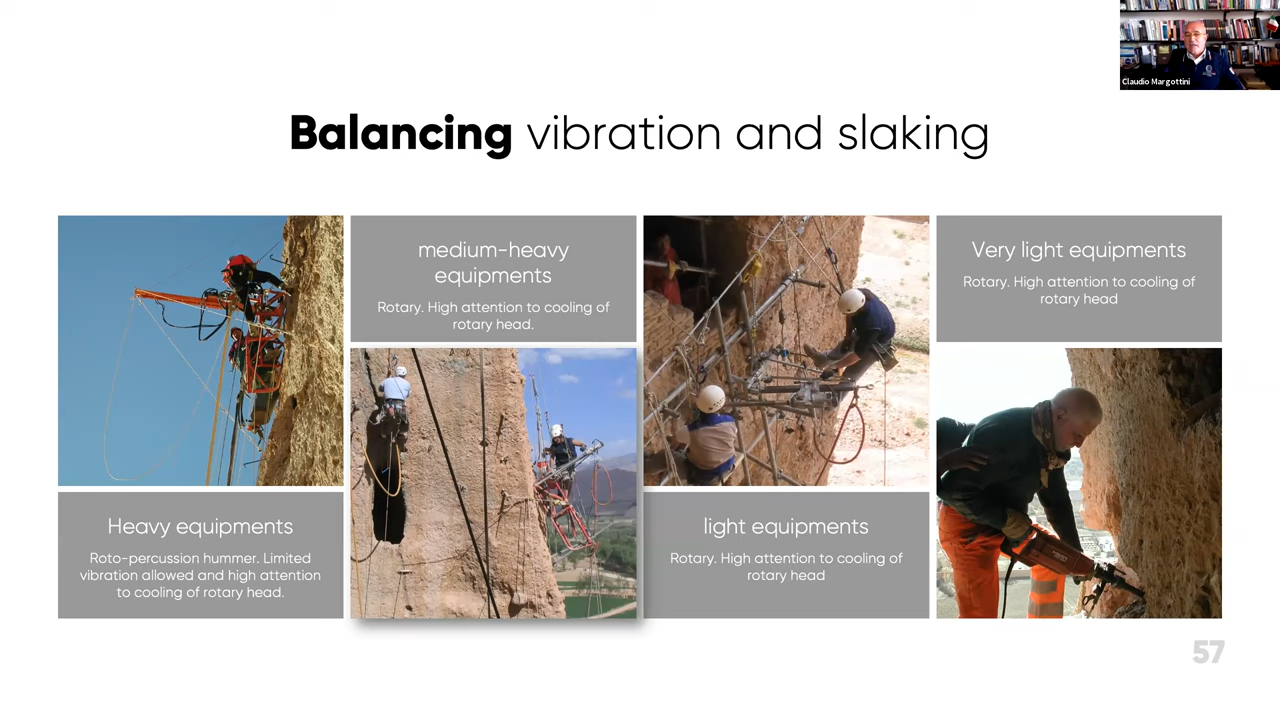 Claudio Margottini
Balancing vibration and slaking
Heavy equipments
Roto-percussion hummer. Limited
vibration allowed and high attention
to cooling of rotary head.
medium-heavy
equipments
Rotary. High attention to cooling of
rotary head.
light equipments
Rotary. High attention to cooling of
rotary head
Very light equipments
Rotary. High attention to cooling of
rotary head
57